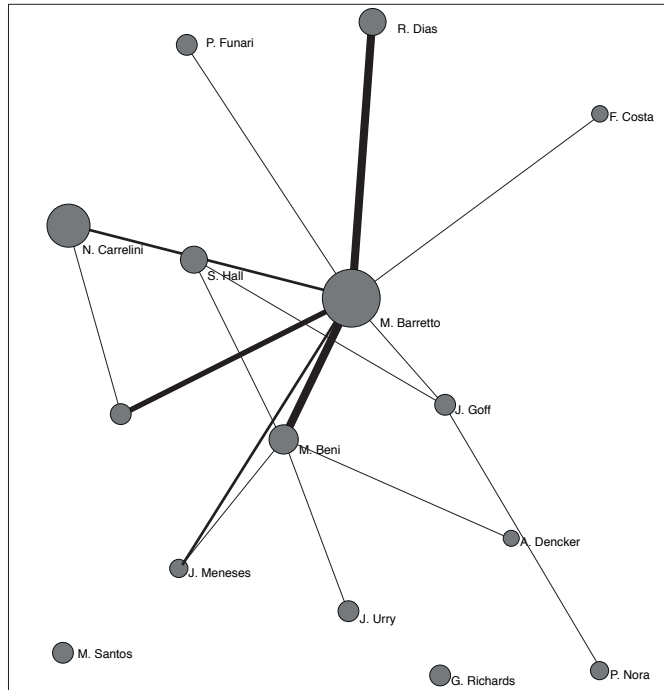 R. Dias
P. Funari
F. Costa
N. Carrelini
S. Hall
M. Barretto
J. Goff
M. Beni
A. Dencker
J. Meneses
J. Urry
M. Santos
G. Richards
P. Nora